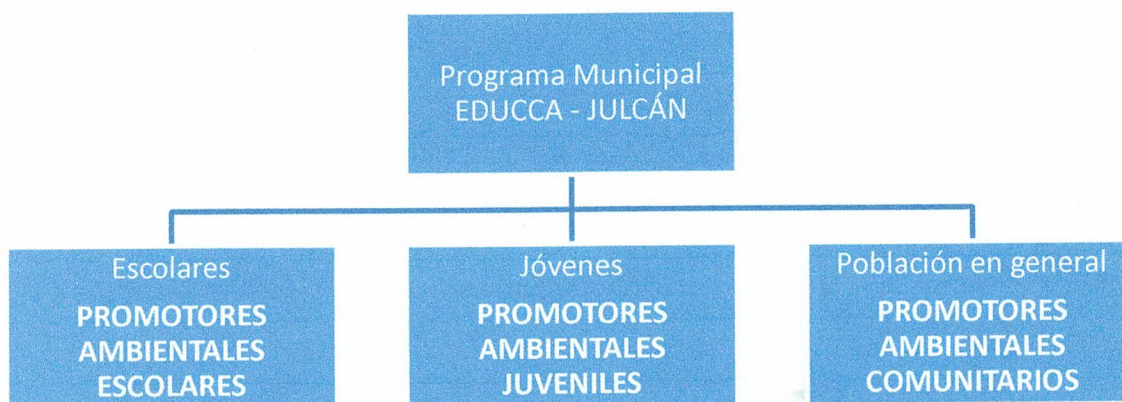 Programa Municipal
EDUCCA - JULCÁN
Escolares
PROMOTORES
AMBIENTALES
ESCOLARES
Jóvenes
PROMOTORES
AMBIENTALES
JUVENILES
Población en general
PROMOTORES
AMBIENTALES
COMUNITARIOS